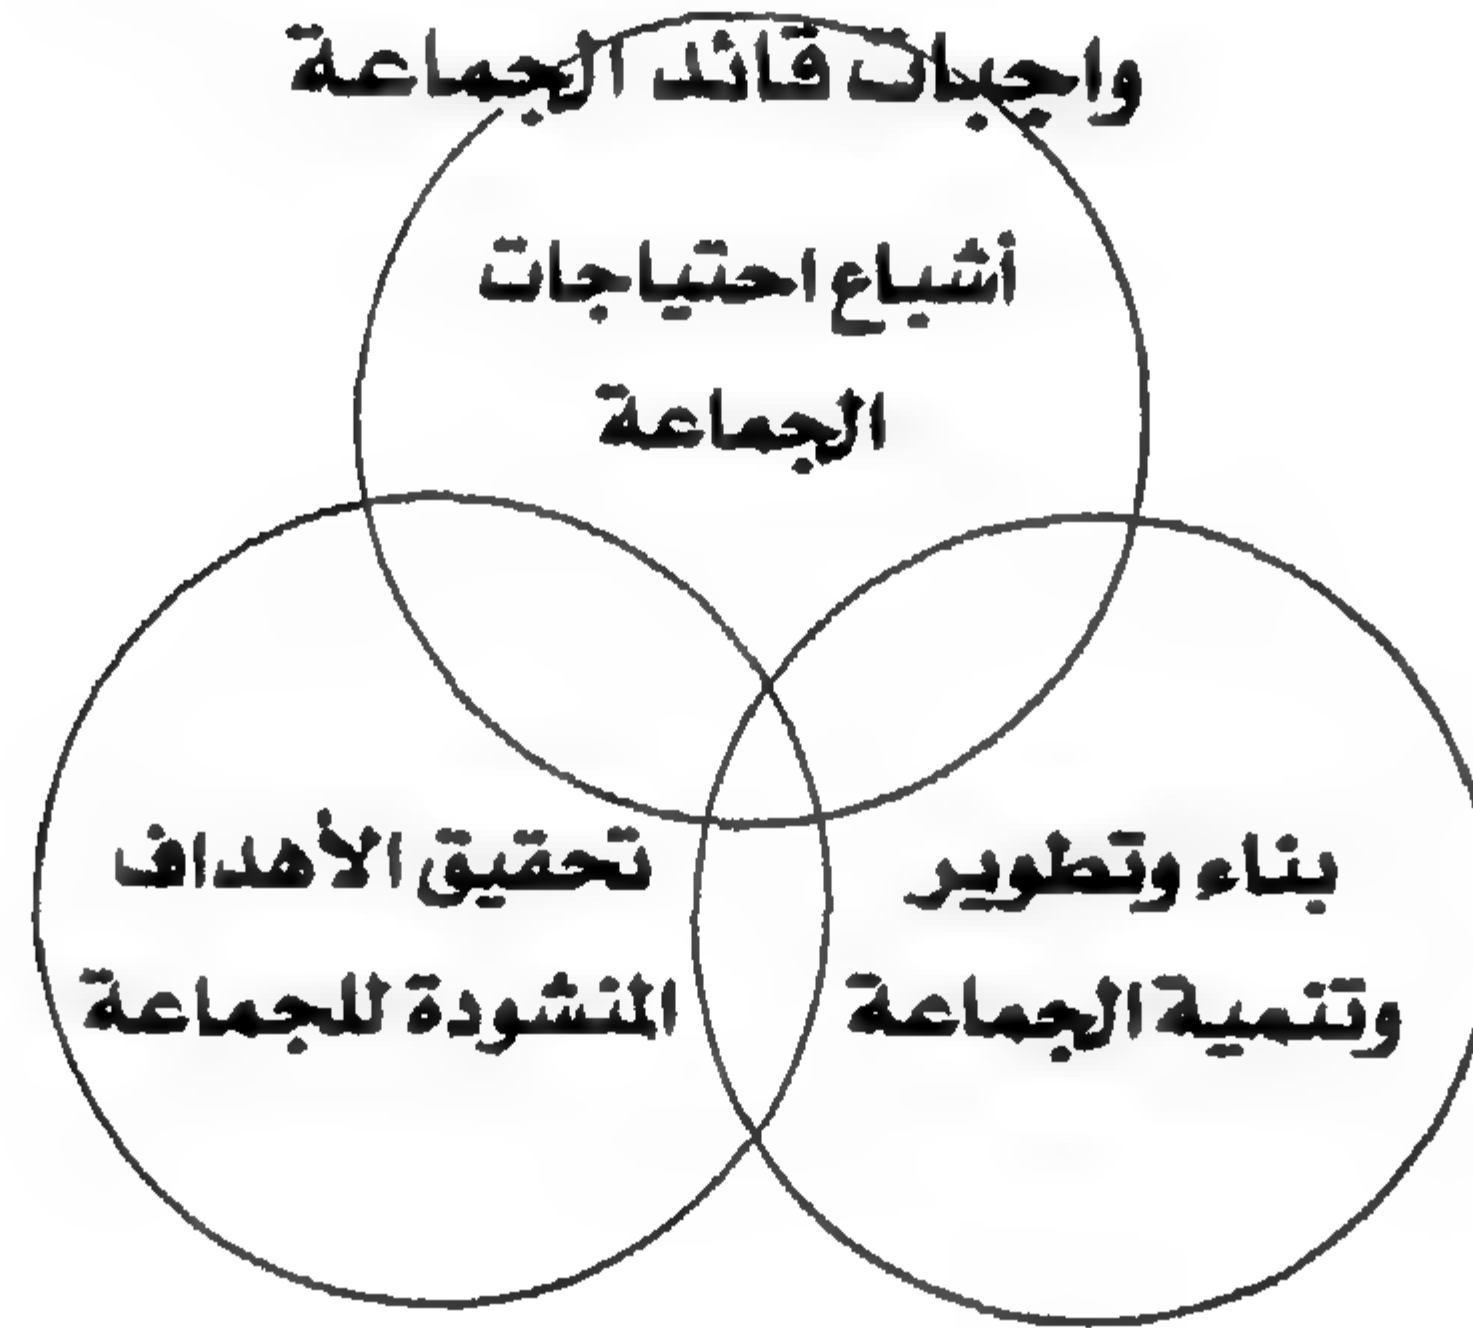 واجبات قائد الجماعة
أشباع احتياجات
الجماعة
بناء وتطوير
وتنمية الجماعة
تحقيق الأهداف
المنشودة للجماعة